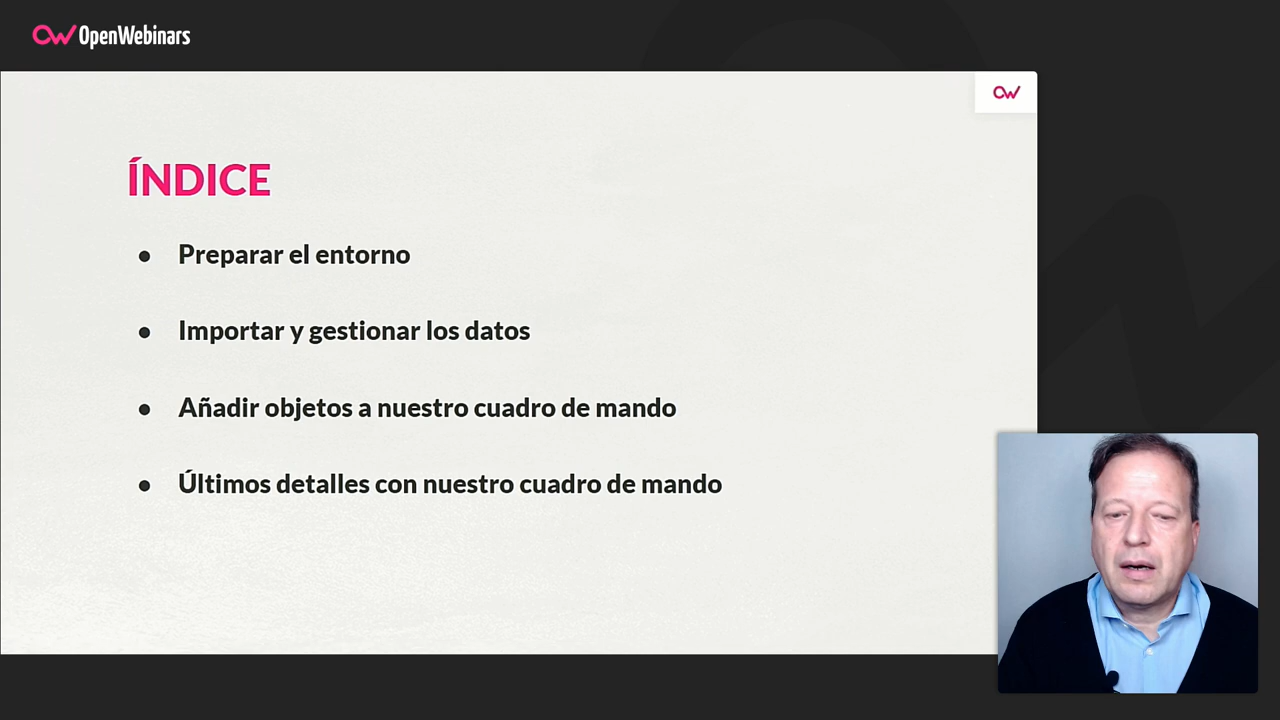 OpenWebinars
ÍNDICE
● Preparar el entorno
● Importar y gestionar los datos
● Añadir objetos a nuestro cuadro de mando
● Últimos detalles con nuestro cuadro de mando